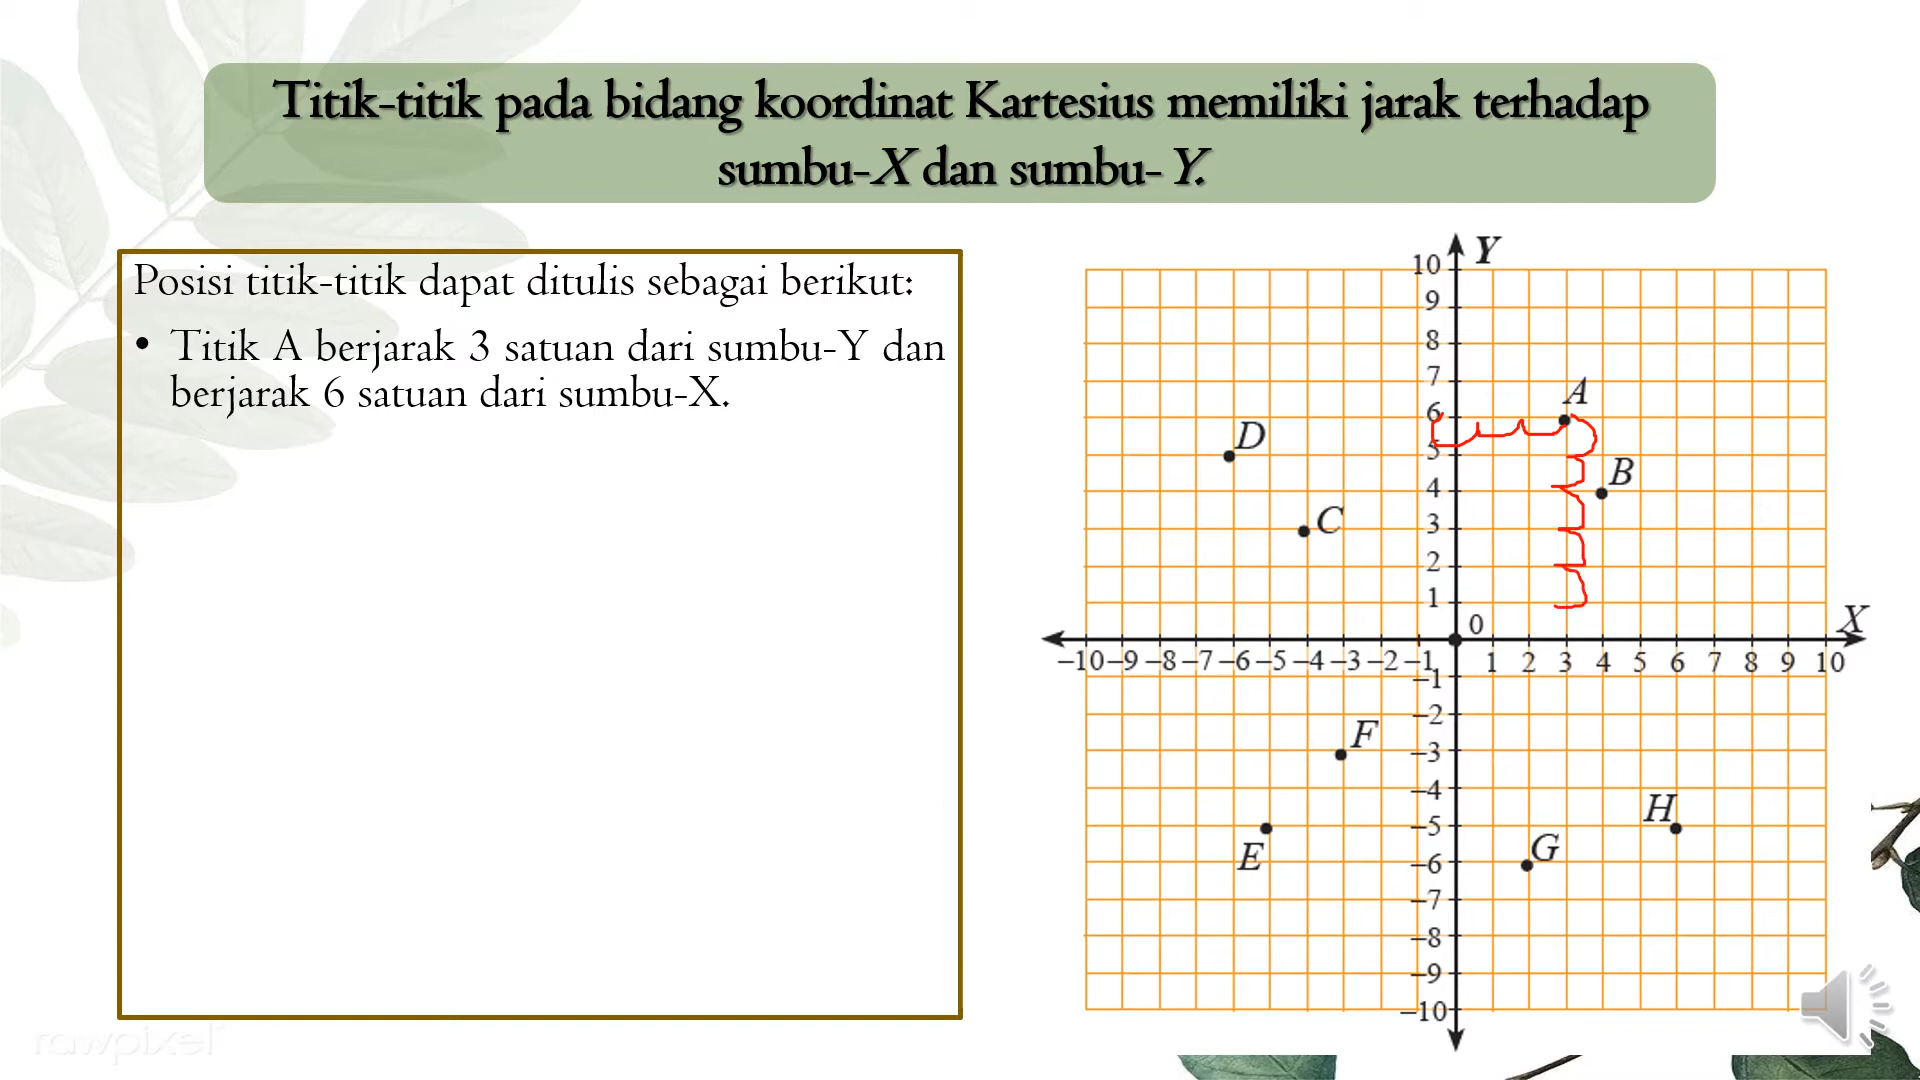 Titik-titik pada bidang koordinat Kartesius memiliki jarak terhadap
sumbu-X dan sumbu-Y.
Posisi titik-titik dapat ditulis sebagai berikut:
• Titik A berjarak 3 satuan dari sumbu-Y dan
berjarak 6 satuan dari sumbu-X.
Y
10
9
8
7
A
6
D
5
B
4
C
3
2
1
0
X
–10 –9 –8 –7 –6 –5 –4 –3 –2 –1 1 2 3 4 5 6 7 8 9 10
–1
–2
F
–3
–4
H
–5
E
G
–6
–7
–8
–9
–10
rawpixel